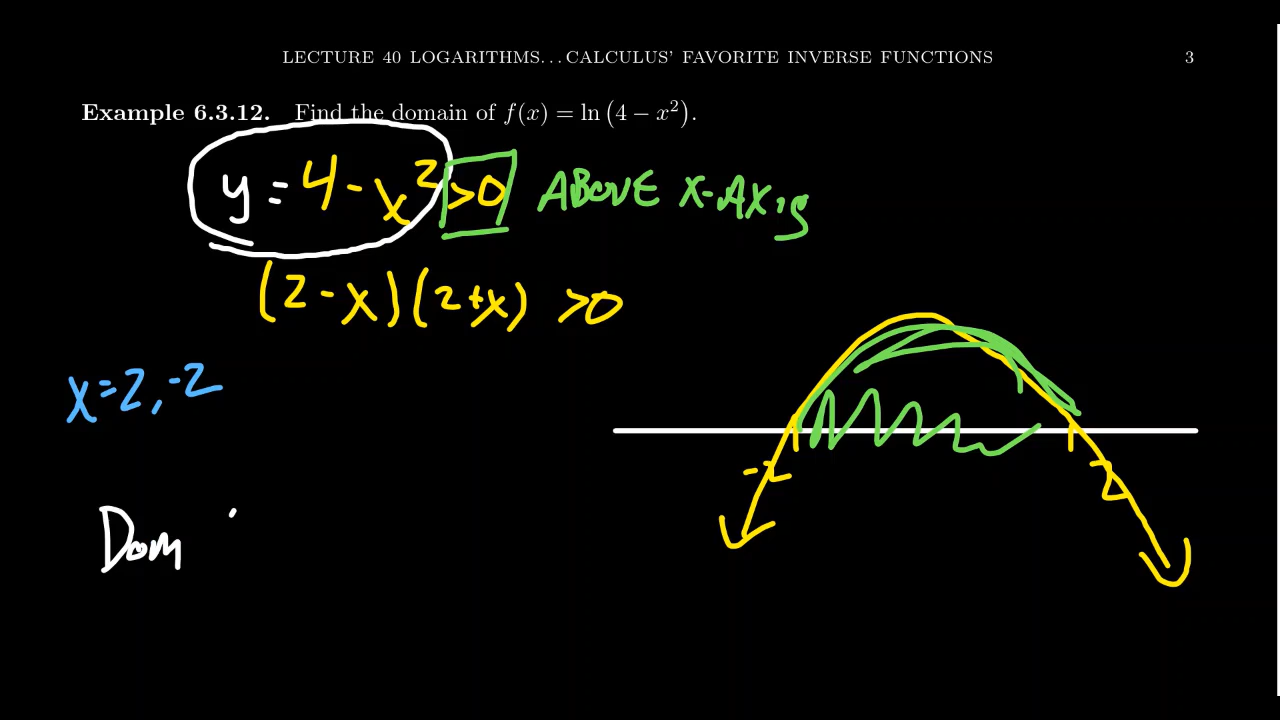 LECTURE 40 LOGARITHMS...CALCULUS' FAVORITE INVERSE FUNCTIONS 3
Example 6.3.12. Find the domain of f(x) = ln (4 − x²).
y = 4 - x² >0 ABOVE X-AXIS
(2-x)(2+x) >0
x=2,-2
-2 2
Dom :